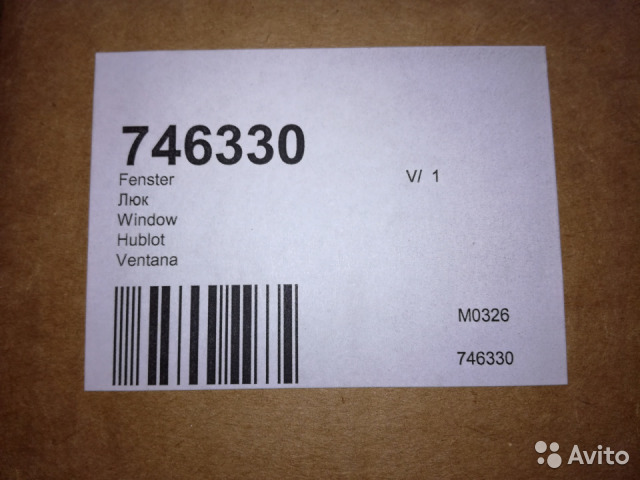 746330
Fenster
V/ 1
Люк
Window
Hublot
Ventana
M0326
746330
Avito